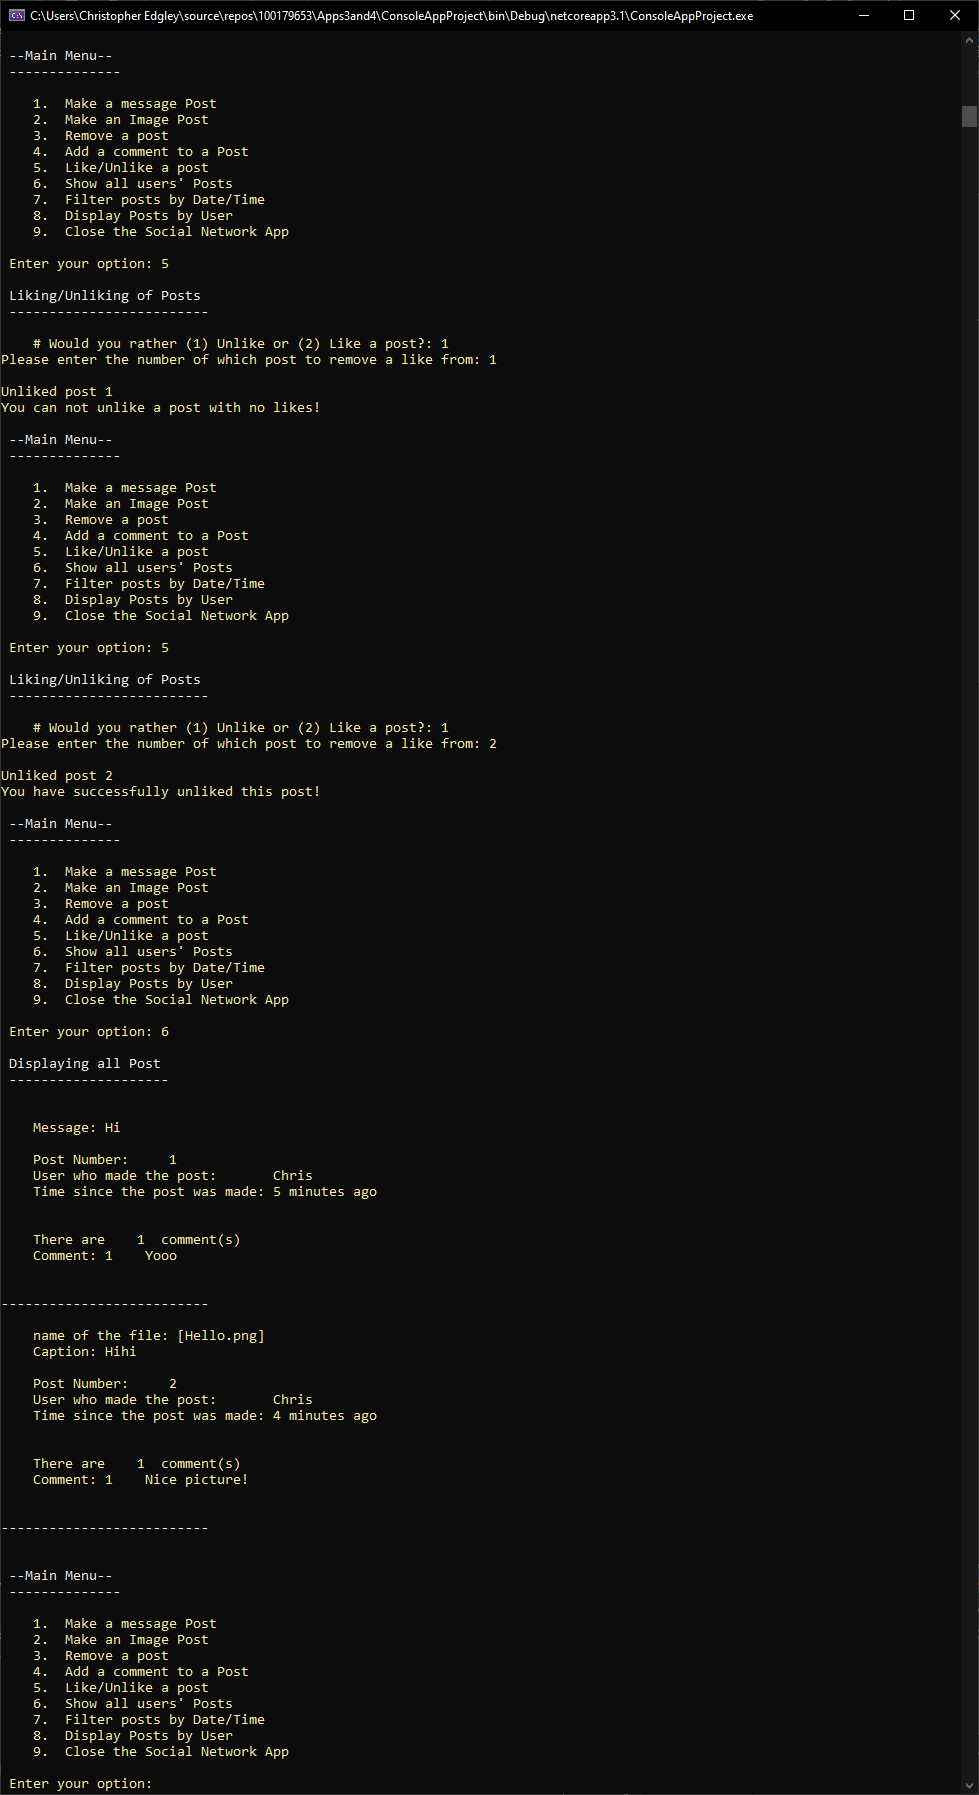 C:\Users\Christopher Edgley\source\repos\100179653\Apps3and4\ConsoleAppProject\bin\Debug\netcoreapp3.1\ConsoleAppProject.exe
--Main Menu--
--------------
1. Make a message Post
2. Make an Image Post
3. Remove a post
4. Add a comment to a Post
5. Like/Unlike a post
6. Show all users' Posts
7. Filter posts by Date/Time
8. Display Posts by User
9. Close the Social Network App
Enter your option: 5
Liking/Unliking of Posts
-------------------------
# Would you rather (1) Unlike or (2) Like a post?: 1
Please enter the number of which post to remove a like from: 1
Unliked post 1
You can not unlike a post with no likes!
--Main Menu--
--------------
1. Make a message Post
2. Make an Image Post
3. Remove a post
4. Add a comment to a Post
5. Like/Unlike a post
6. Show all users' Posts
7. Filter posts by Date/Time
8. Display Posts by User
9. Close the Social Network App
Enter your option: 5
Liking/Unliking of Posts
-------------------------
# Would you rather (1) Unlike or (2) Like a post?: 1
Please enter the number of which post to remove a like from: 2
Unliked post 2
You have successfully unliked this post!
--Main Menu--
--------------
1. Make a message Post
2. Make an Image Post
3. Remove a post
4. Add a comment to a Post
5. Like/Unlike a post
6. Show all users' Posts
7. Filter posts by Date/Time
8. Display Posts by User
9. Close the Social Network App
Enter your option: 6
Displaying all Post
--------------------
Message: Hi
Post Number: 1
User who made the post: Chris
Time since the post was made: 5 minutes ago
There are 1 comment(s)
Comment: 1 Yooo
--------------------------
name of the file: [Hello.png]
Caption: Hihi
Post Number: 2
User who made the post: Chris
Time since the post was made: 4 minutes ago
There are 1 comment(s)
Comment: 1 Nice picture!
--------------------------
--Main Menu--
--------------
1. Make a message Post
2. Make an Image Post
3. Remove a post
4. Add a comment to a Post
5. Like/Unlike a post
6. Show all users' Posts
7. Filter posts by Date/Time
8. Display Posts by User
9. Close the Social Network App
Enter your option: